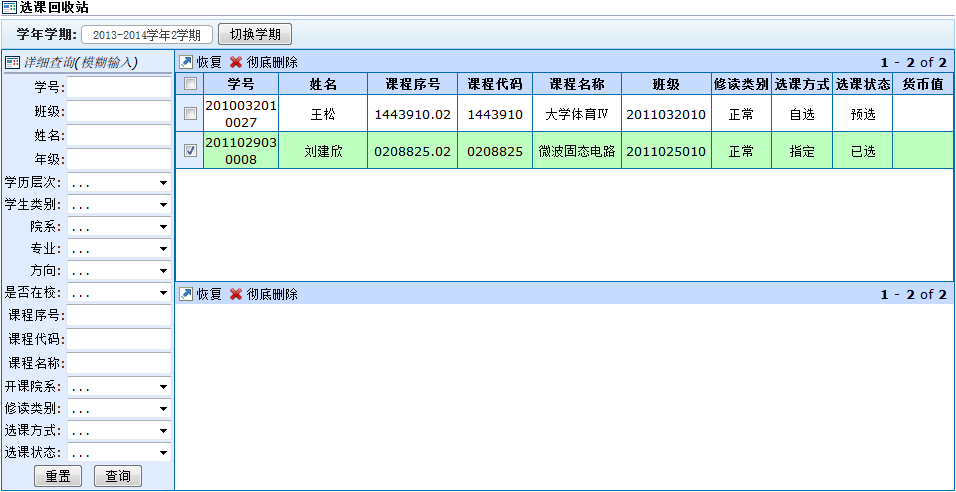 选课回收站
学年学期: 2013-2014学年2学期 切换学期
详细查询(模糊输入)
学号:
班级:
姓名:
年级:
学历层次: ...
学生类别: ...
院系: ...
专业: ...
方向: ...
是否在校: ...
课程序号:
课程代码:
课程名称:
开课院系: ...
修读类别: ...
选课方式: ...
选课状态: ...
重置 查询
恢复 彻底删除 1 - 2 of 2
学号 姓名 课程序号 课程代码 课程名称 班级 修读类别 选课方式 选课状态 货币值
201003201
0027 王松 1443910.02 1443910 大学体育Ⅳ 2011032010 正常 自选 预选
201102903
0008 刘建欣 0208825.02 0208825 微波固态电路 2011025010 正常 指定 已选
恢复 彻底删除 1 - 2 of 2